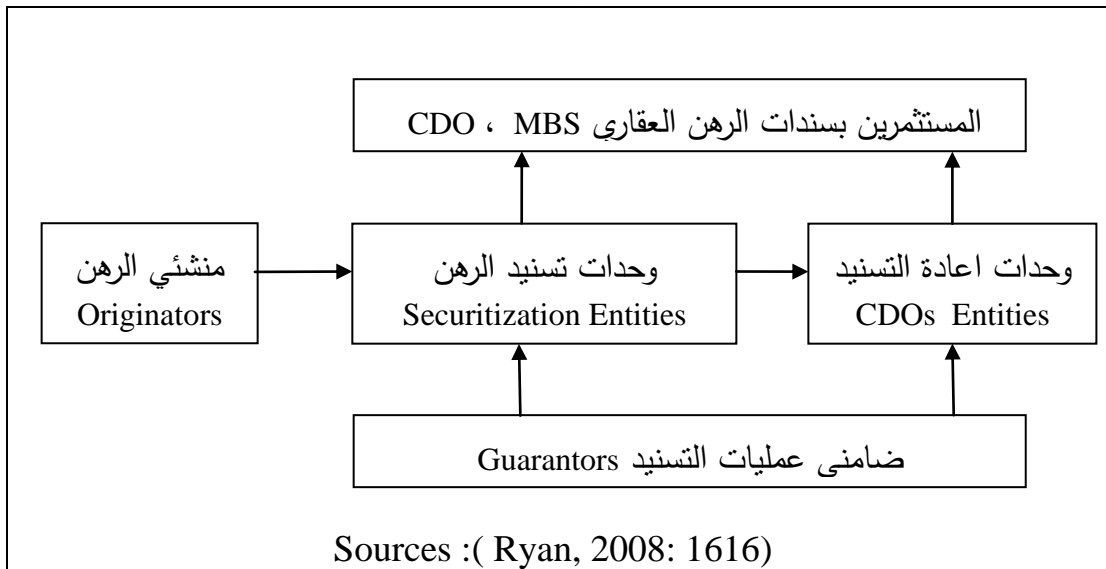 المستثمرين بسندات الرهن العقاري CDO ، MBS
منشئي الرهن
Originators
وحدات تسنيد الرهن
Securitization Entities
وحدات اعادة التسنيد
CDOs Entities
ضامني عمليات التسنيد Guarantors
Sources :( Ryan, 2008: 1616)